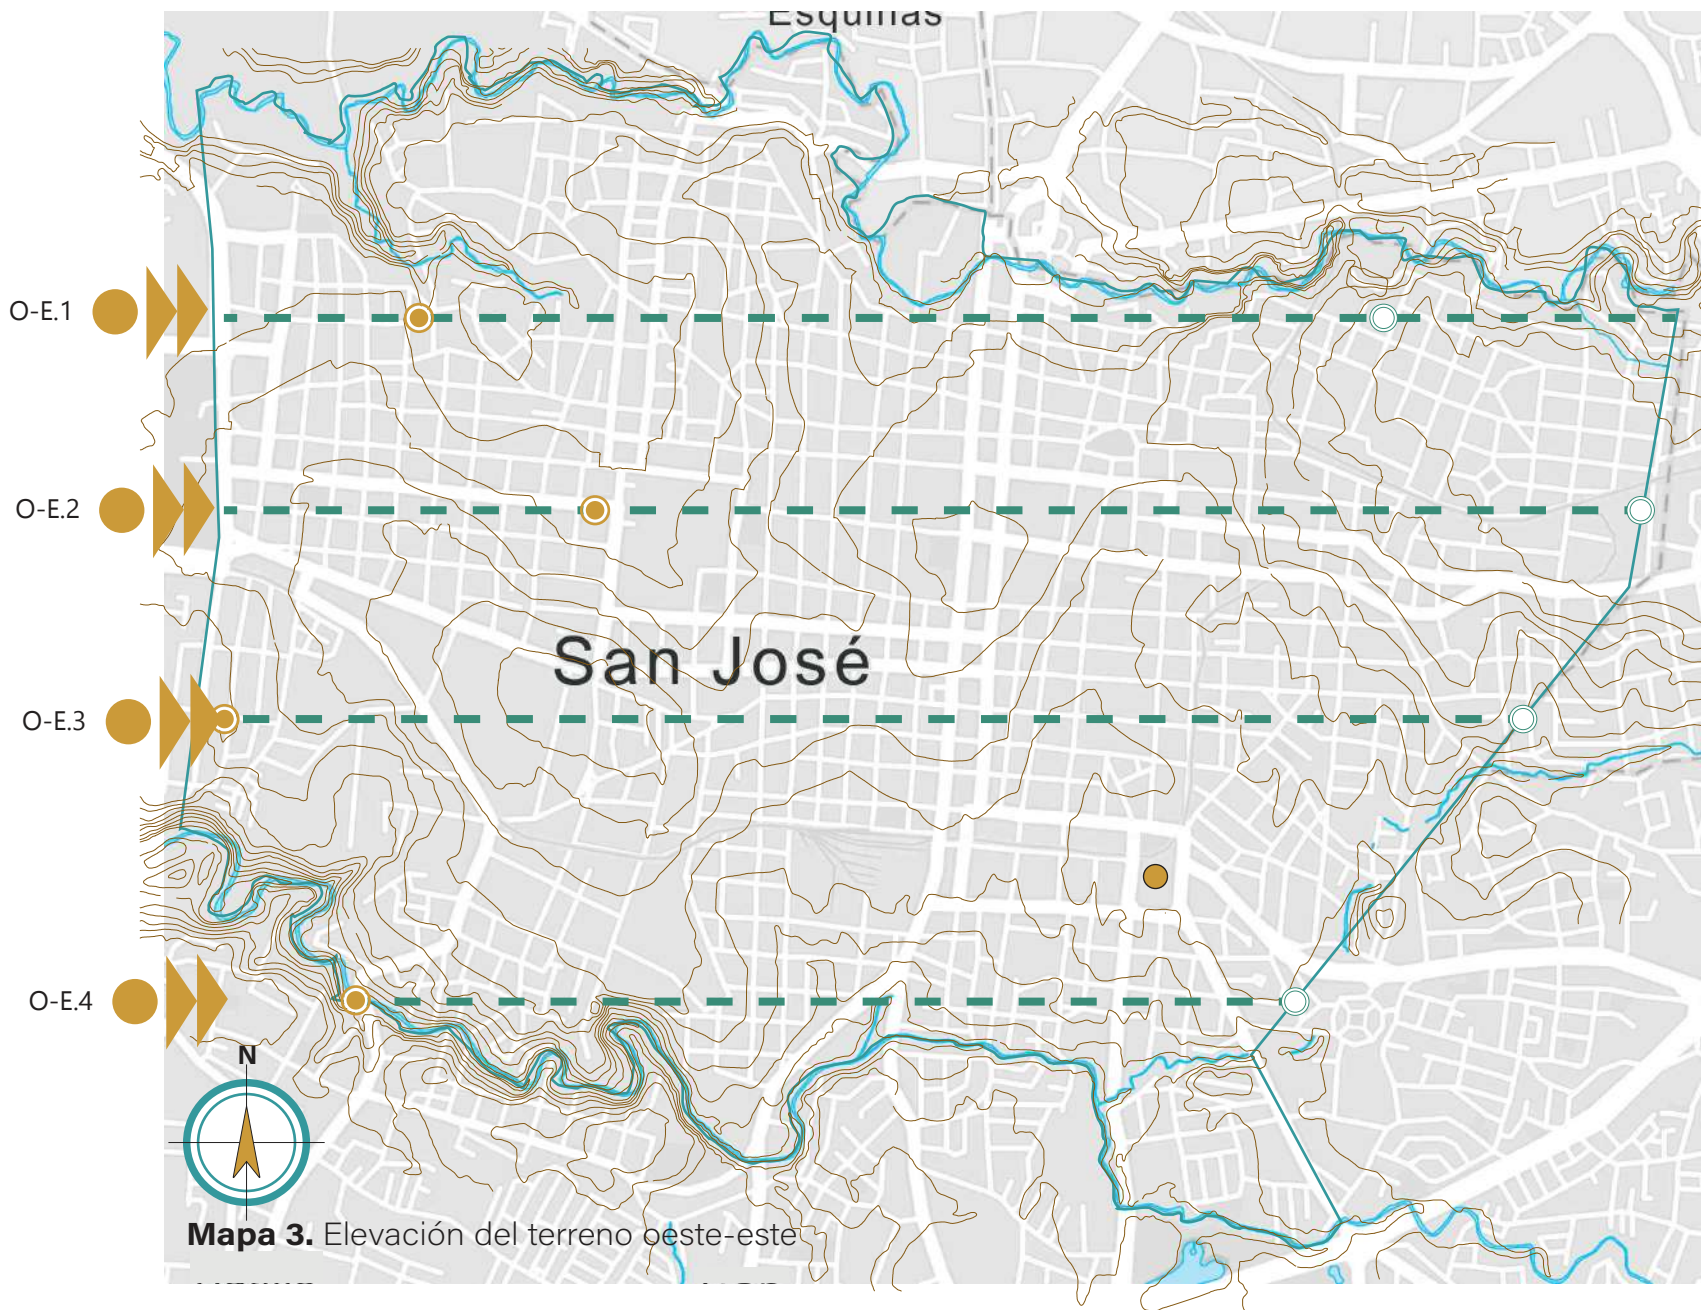 Esquinas
O-E.1
O-E.2
San José
O-E.3
O-E.4
N
Mapa 3. Elevación del terreno oeste-este